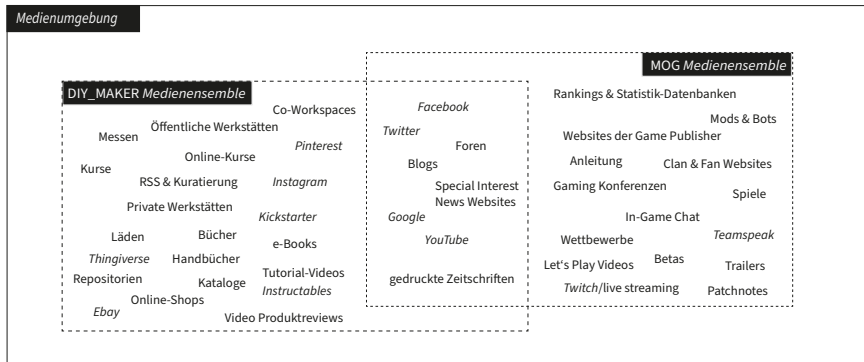 Medienumgebung
DIY_MAKER Medienensemble
MOG Medienensemble
Co-Workspaces
Öffentliche Werkstätten
Messen
Pinterest
Online-Kurse
Kurse
RSS & Kuratierung
Instagram
Private Werkstätten
Kickstarter
Läden
Bücher
e-Books
Thingiverse
Handbücher
Repositorien
Kataloge
Tutorial-Videos
Instructables
Online-Shops
Ebay
Video Produktreviews
Facebook
Twitter
Foren
Blogs
Special Interest
News Websites
Google
YouTube
gedruckte Zeitschriften
Rankings & Statistik-Datenbanken
Mods & Bots
Websites der Game Publisher
Anleitung
Clan & Fan Websites
Gaming Konferenzen
Spiele
In-Game Chat
Wettbewerbe
Teamspeak
Let's Play Videos
Betas
Trailers
Twitch/live streaming
Patchnotes